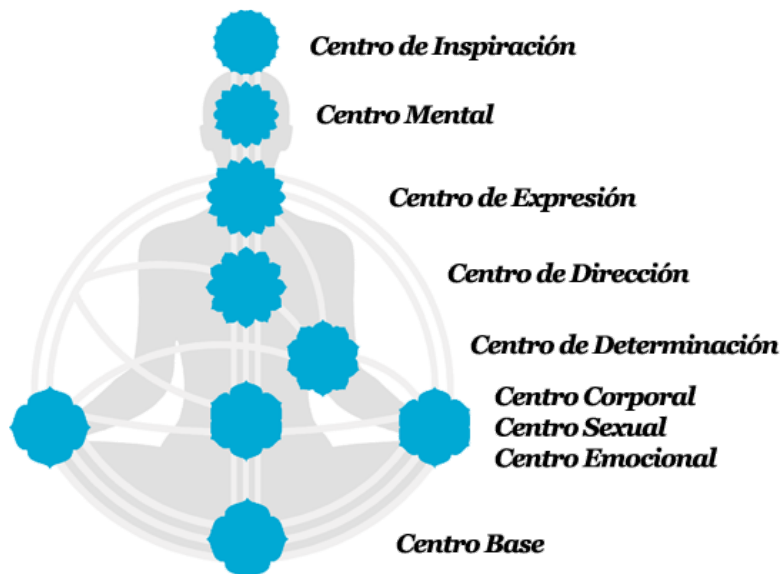 Centro de Inspiración
Centro Mental
Centro de Expresión
Centro de Dirección
Centro de Determinación
Centro Corporal
Centro Sexual
Centro Emocional
Centro Base